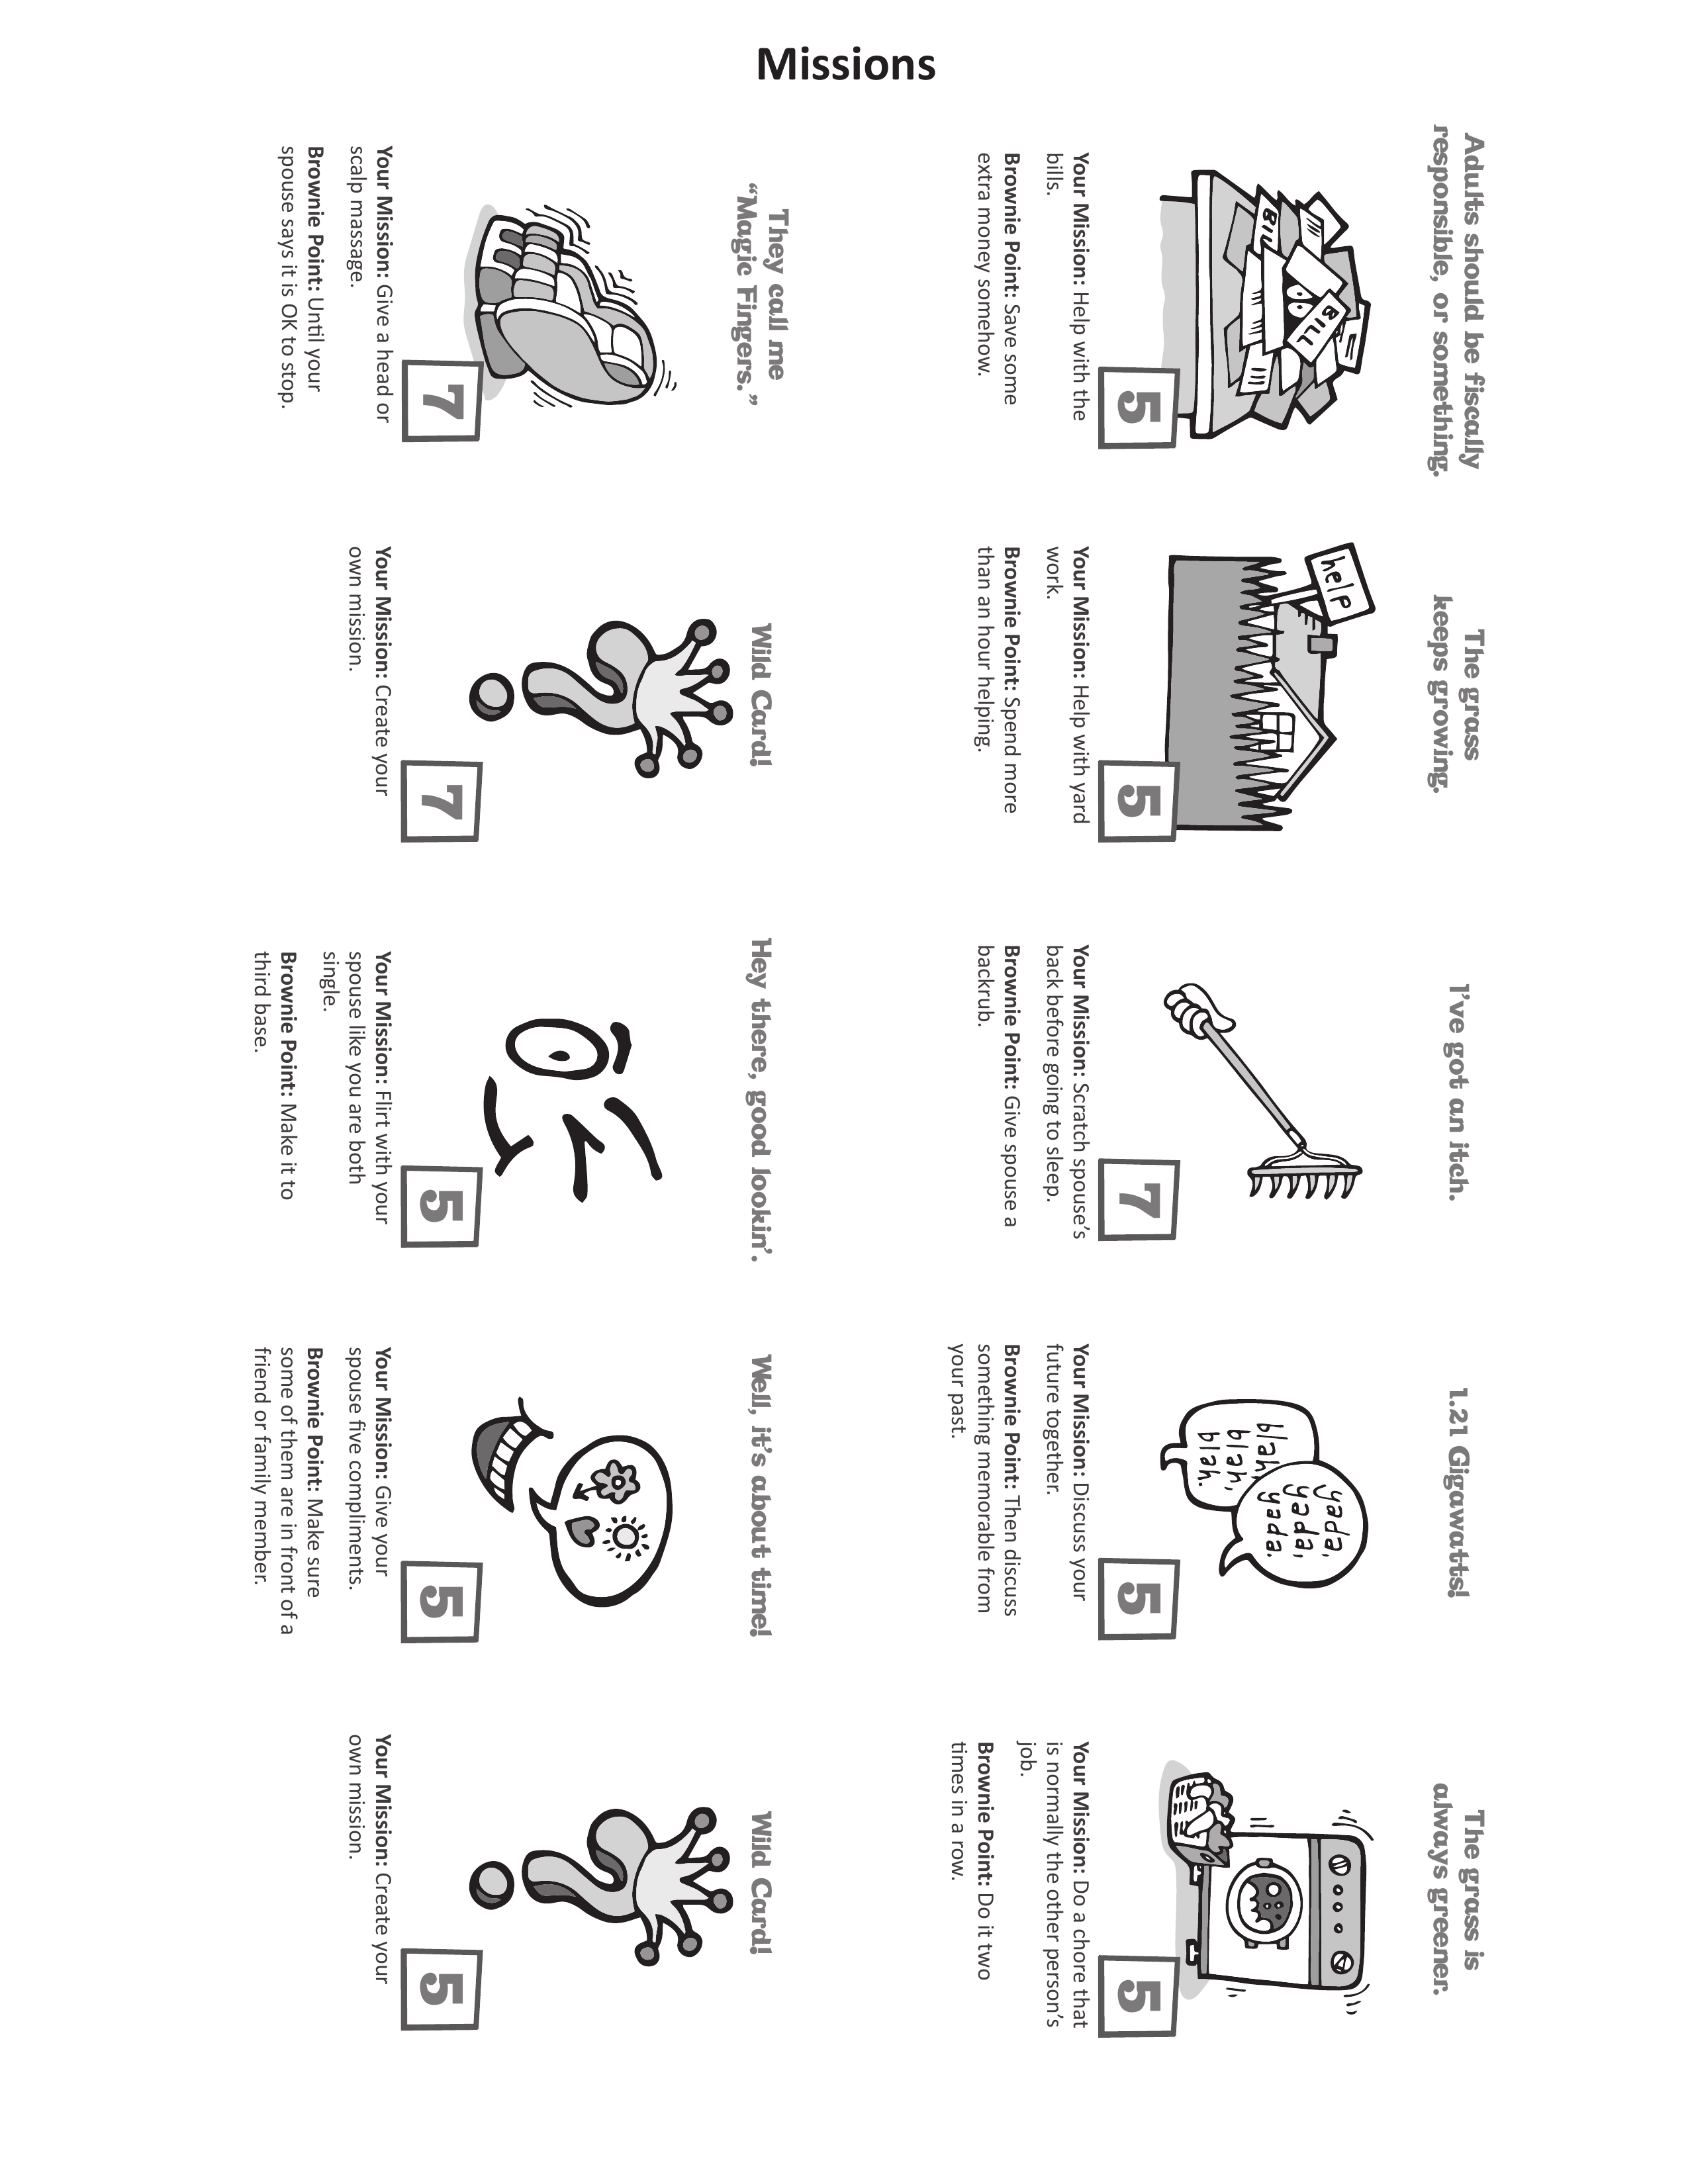 Missions
Adults should be fiscally
responsible, or something.
BILL
BILL
5
Your Mission: Help with the
bills.
Brownie Point: Save some
extra money somehow.
The grass
keeps growing.
help
5
Your Mission: Help with yard
work.
Brownie Point: Spend more
than an hour helping.
I've got an itch.
7
Your Mission: Scratch spouse's
back before going to sleep.
Brownie Point: Give spouse a
backrub.
1.21 Gigawatts!
blah,
blah,
blah.
yada,
yada,
yada.
5
Your Mission: Discuss your
future together.
Brownie Point: Then discuss
something memorable from
your past.
The grass is
always greener.
5
Your Mission: Do a chore that
is normally the other person's
job.
Brownie Point: Do it two
times in a row.
They call me
“Magic Fingers.”
7
Your Mission: Give a head or
scalp massage.
Brownie Point: Until your
spouse says it is OK to stop.
Wild Card!
7
Your Mission: Create your
own mission.
Hey there, good lookin'.
5
Your Mission: Flirt with your
spouse like you are both
single.
Brownie Point: Make it to
third base.
Well, it's about time!
5
Your Mission: Give your
spouse five compliments.
Brownie Point: Make sure
some of them are in front of a
friend or family member.
Wild Card!
5
Your Mission: Create your
own mission.